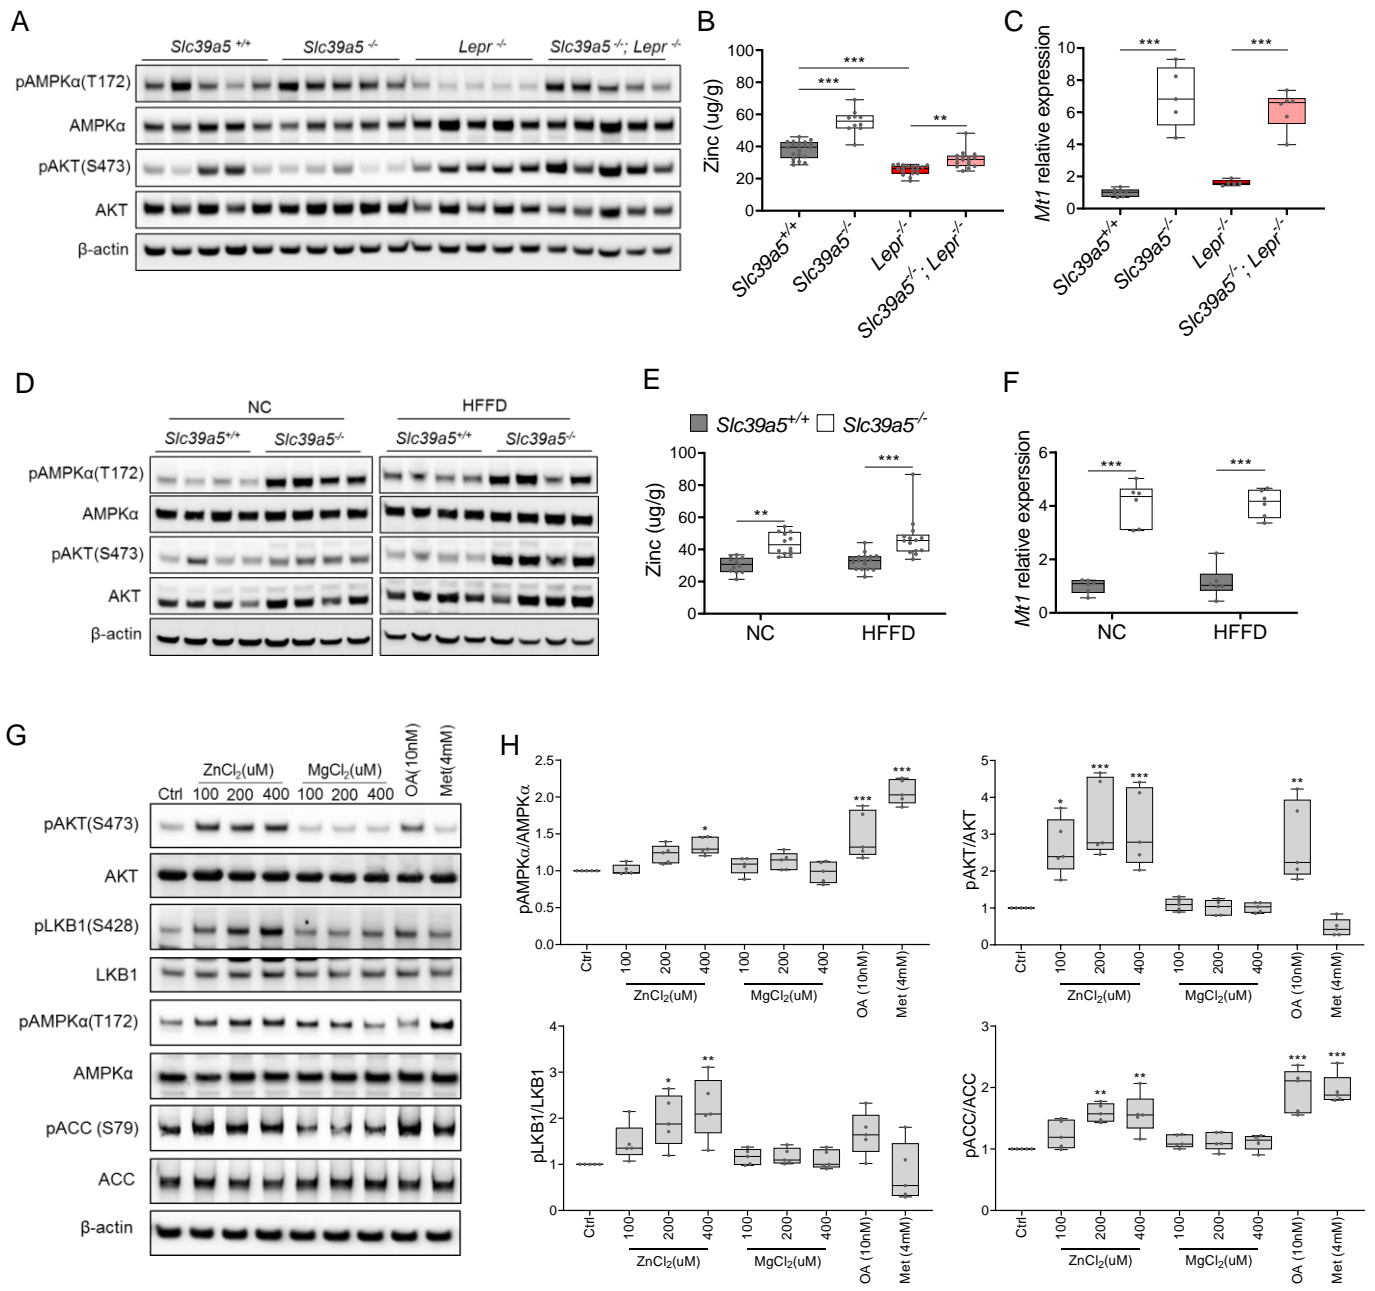 A
Slc39a5 +/+ Slc39a5 -/- Lepr -/- Slc39a5 -/-; Lepr -/-
pAMPKα(T172)
AMPKα
pAKT(S473)
AKT
β-actin
B
Zinc (ug/g)
100
80
60
40
20
0
***
***
**
Slc39a5+/+
Slc39a5-/-
Lepr-/-
Slc39a5-/-; Lepr-/-
C
Mt1 relative expression
10
8
6
4
2
0
*** ***
Slc39a5+/+
Slc39a5-/-
Lepr-/-
Slc39a5-/-; Lepr-/-
D
NC HFFD
Slc39a5+/+ Slc39a5-/- Slc39a5+/+ Slc39a5-/-
pAMPKα(T172)
AMPKα
pAKT(S473)
AKT
β-actin
E
Slc39a5+/+ Slc39a5-/-
Zinc (ug/g)
100
80
60
40
20
0
** ***
NC HFFD
F
Mt1 relative experssion
6
4
2
0
*** ***
NC HFFD
G
ZnCl2(uM) MgCl2(uM) OA(10nM) Met(4mM)
Ctrl 100 200 400 100 200 400
pAKT(S473)
AKT
pLKB1(S428)
LKB1
pAMPKα(T172)
AMPKα
pACC (S79)
ACC
β-actin
H
pAMPKα/AMPKα
2.5
2.0
1.5
1.0
0.5
0.0
* *** ***
Ctrl 100 200 400 100 200 400 OA (10nM) Met (4mM)
ZnCl2(uM) MgCl2(uM)
pAKT/AKT
5
4
3
2
1
0
* *** *** **
Ctrl 100 200 400 100 200 400 OA (10nM) Met (4mM)
ZnCl2(uM) MgCl2(uM)
pLKB1/LKB1
4
3
2
1
0
* **
Ctrl 100 200 400 100 200 400 OA (10nM) Met (4mM)
ZnCl2(uM) MgCl2(uM)
pACC/ACC
3
2
1
0
** ** *** ***
Ctrl 100 200 400 100 200 400 OA (10nM) Met (4mM)
ZnCl2(uM) MgCl2(uM)